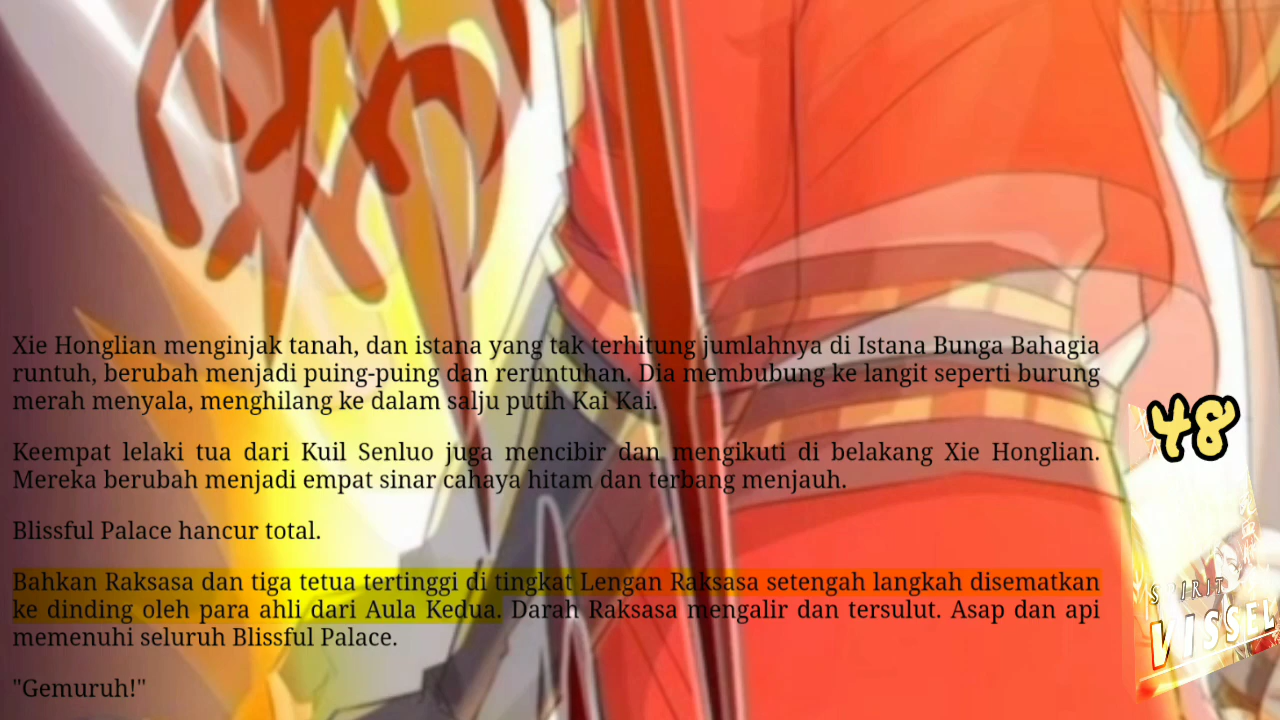 Xie Honglian menginjak tanah, dan istana yang tak terhitung jumlahnya di Istana Bunga Bahagia
runtuh, berubah menjadi puing-puing dan reruntuhan. Dia membubung ke langit seperti burung
merah menyala, menghilang ke dalam salju putih Kai Kai.
Keempat lelaki tua dari Kuil Senluo juga mencibir dan mengikuti di belakang Xie Honglian.
Mereka berubah menjadi empat sinar cahaya hitam dan terbang menjauh.
Blissful Palace hancur total.
Bahkan Raksasa dan tiga tetua tertinggi di tingkat Lengan Raksasa setengah langkah disematkan
ke dinding oleh para ahli dari Aula Kedua. Darah Raksasa mengalir dan tersulut. Asap dan api
memenuhi seluruh Blissful Palace.
"Gemuruh!"
48
SPIRIT
VISSEL